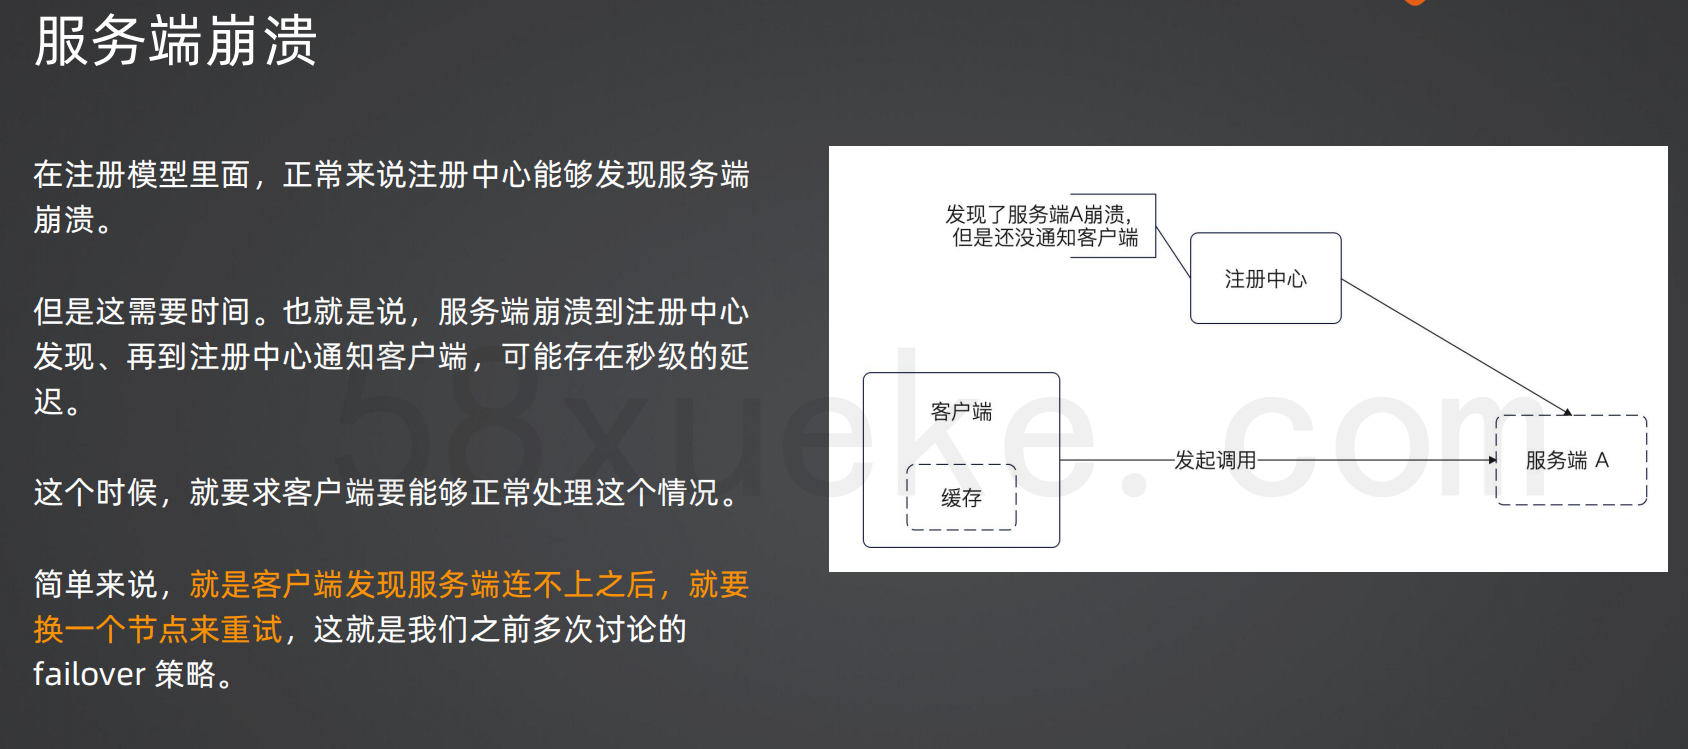 服务端崩溃
在注册模型里面，正常来说注册中心能够发现服务端
崩溃。
但是这需要时间。也就是说，服务端崩溃到注册中心
发现、再到注册中心通知客户端，可能存在秒级的延
迟。
这个时候，就要求客户端要能够正常处理这个情况。
简单来说，就是客户端发现服务端连不上之后，就要
换一个节点来重试，这就是我们之前多次讨论的
failover 策略。
发现了服务端A崩溃，
但是还没通知客户端
注册中心
客户端
缓存
发起调用
服务端 A
58xueke.com